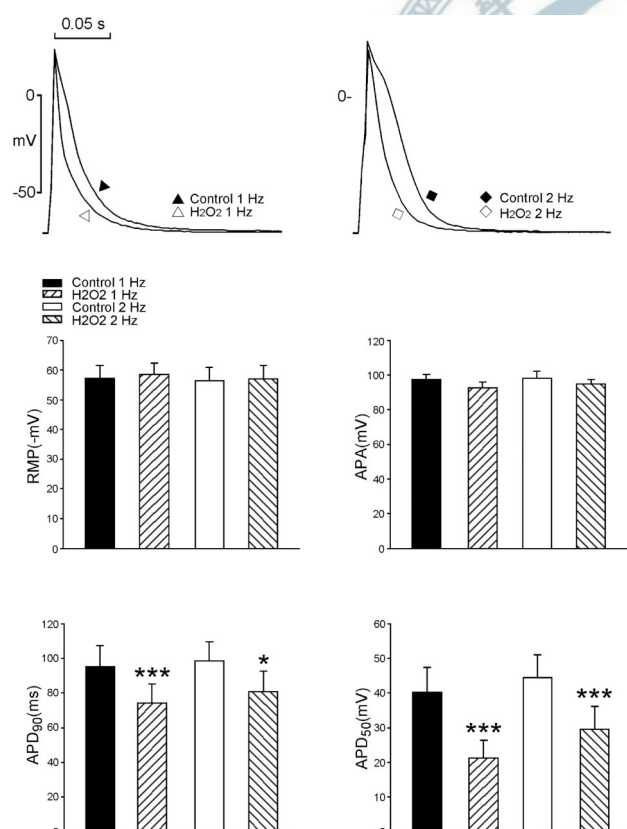 0.05 s
0
mV
-50
▲ Control 1 Hz
△ H2O2 1 Hz
0-
◆ Control 2 Hz
◇ H2O2 2 Hz
Control 1 Hz
H2O2 1 Hz
Control 2 Hz
H2O2 2 Hz
70
60
50
40
30
20
10
0
RMP(-mV)
120
100
80
60
40
20
0
APA(mV)
120
100
80
60
40
20
APD90(ms)
***
*
60
50
40
30
20
10
APD50(mV)
***
***